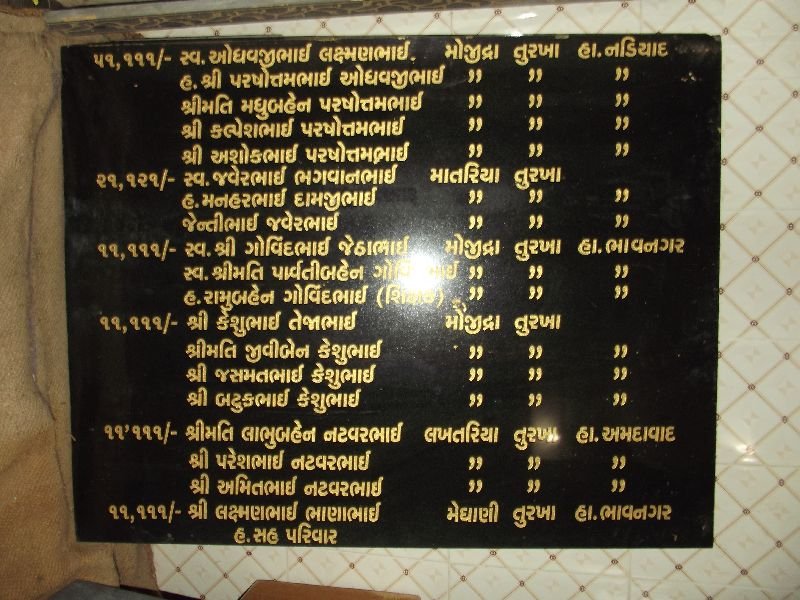 ૫૧,૧૧૧/- સ્વ.ઓધવજીભાઈ લક્ષ્મણભાઈ મોજીદ્રા તુરખા હા.નડિયાદ
હ.શ્રી પરષોત્તમભાઈ ઓધવજીભાઈ ,, ,, ,,
શ્રીમતિ મધુબહેન પરષોત્તમભાઈ ,, ,, ,,
શ્રી કલ્પેશભાઈ પરષોત્તમભાઈ ,, ,, ,,
શ્રી અશોકભાઈ પરષોત્તમભાઈ ,, ,, ,,
૨૧,૧૨૧/- સ્વ.જવેરભાઈ ભગવાનભાઈ માતરિયા તુરખા
હ.મનહરભાઈ દામજીભાઈ ,, ,,
જેન્તીભાઈ જવેરભાઈ ,, ,,
૧૧,૧૧૧/- સ્વ.શ્રી ગોવિંદભાઈ જેઠાભાઈ મોજીદ્રા તુરખા હા.ભાવનગર
સ્વ.શ્રીમતિ પાર્વતીબહેન ,, ,, ,,
હ.રામુબહેન ગોવિંદભાઈ ,, ,, ,,
૧૧,૧૧૧/- શ્રી કેશુભાઈ તેજાભાઈ મોજીદ્રા તુરખા
શ્રીમતિ જીવીબેન કેશુભાઈ ,, ,, ,,
શ્રી જસમતભાઈ કેશુભાઈ ,, ,, ,,
શ્રી બટુકભાઈ કેશુભાઈ ,, ,, ,,
૧૧'૧૧૧/- શ્રીમતિ લાભુબહેન નટવરભાઈ લખતરિયા તુરખા હા.અમદાવાદ
શ્રી પરેશભાઈ નટવરભાઈ ,, ,, ,,
શ્રી અમિતભાઈ નટવરભાઈ ,, ,, ,,
૧૧,૧૧૧/- શ્રી લક્ષ્મણભાઈ ભાણાભાઈ મેઘાણી તુરખા હા.ભાવનગર
હ.સહ પરિવાર